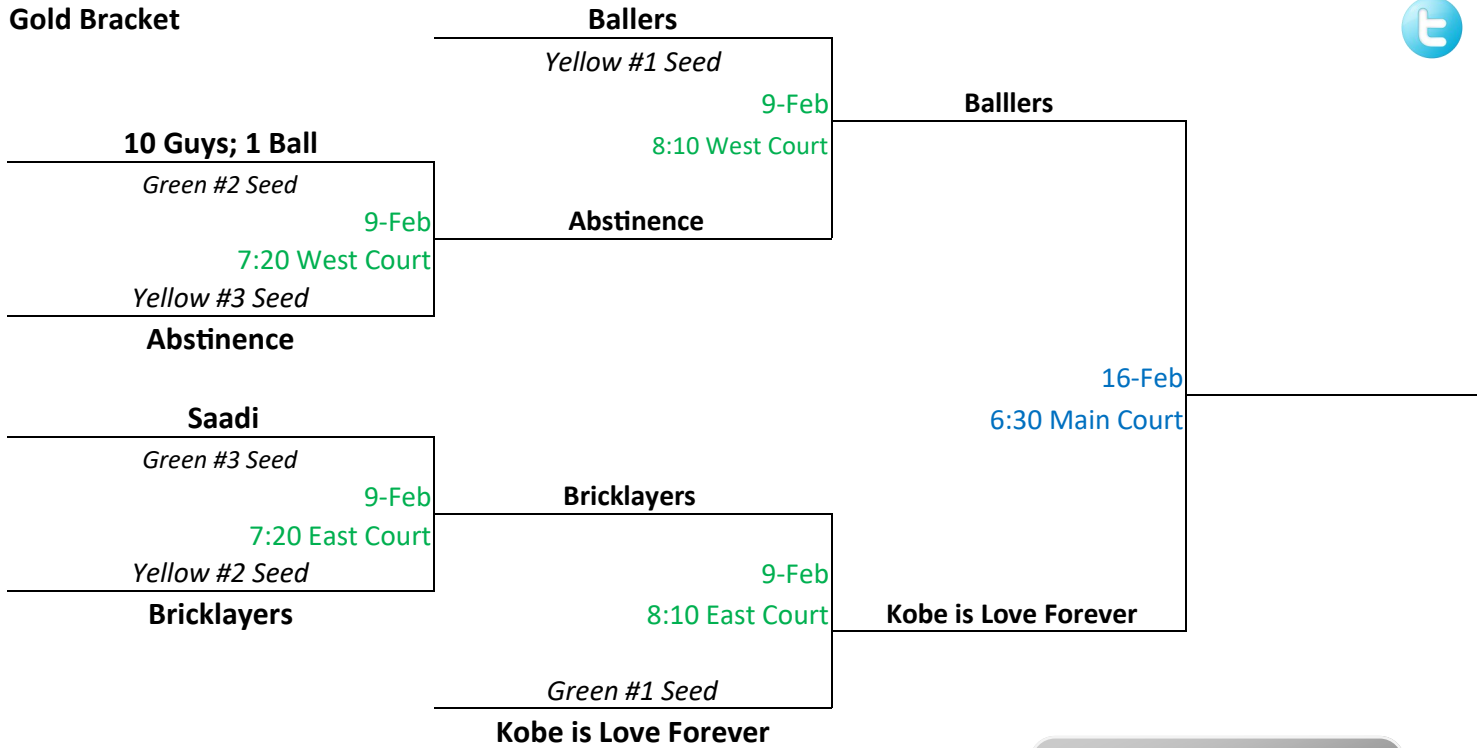 Gold Bracket
Ballers
Yellow #1 Seed
9-Feb
8:10 West Court
Balllers
10 Guys; 1 Ball
Green #2 Seed
9-Feb
7:20 West Court
Yellow #3 Seed
Abstinence
Abstinence
16-Feb
6:30 Main Court
Saadi
Green #3 Seed
9-Feb
7:20 East Court
Yellow #2 Seed
Bricklayers
Bricklayers
9-Feb
8:10 East Court
Kobe is Love Forever
Green #1 Seed
Kobe is Love Forever